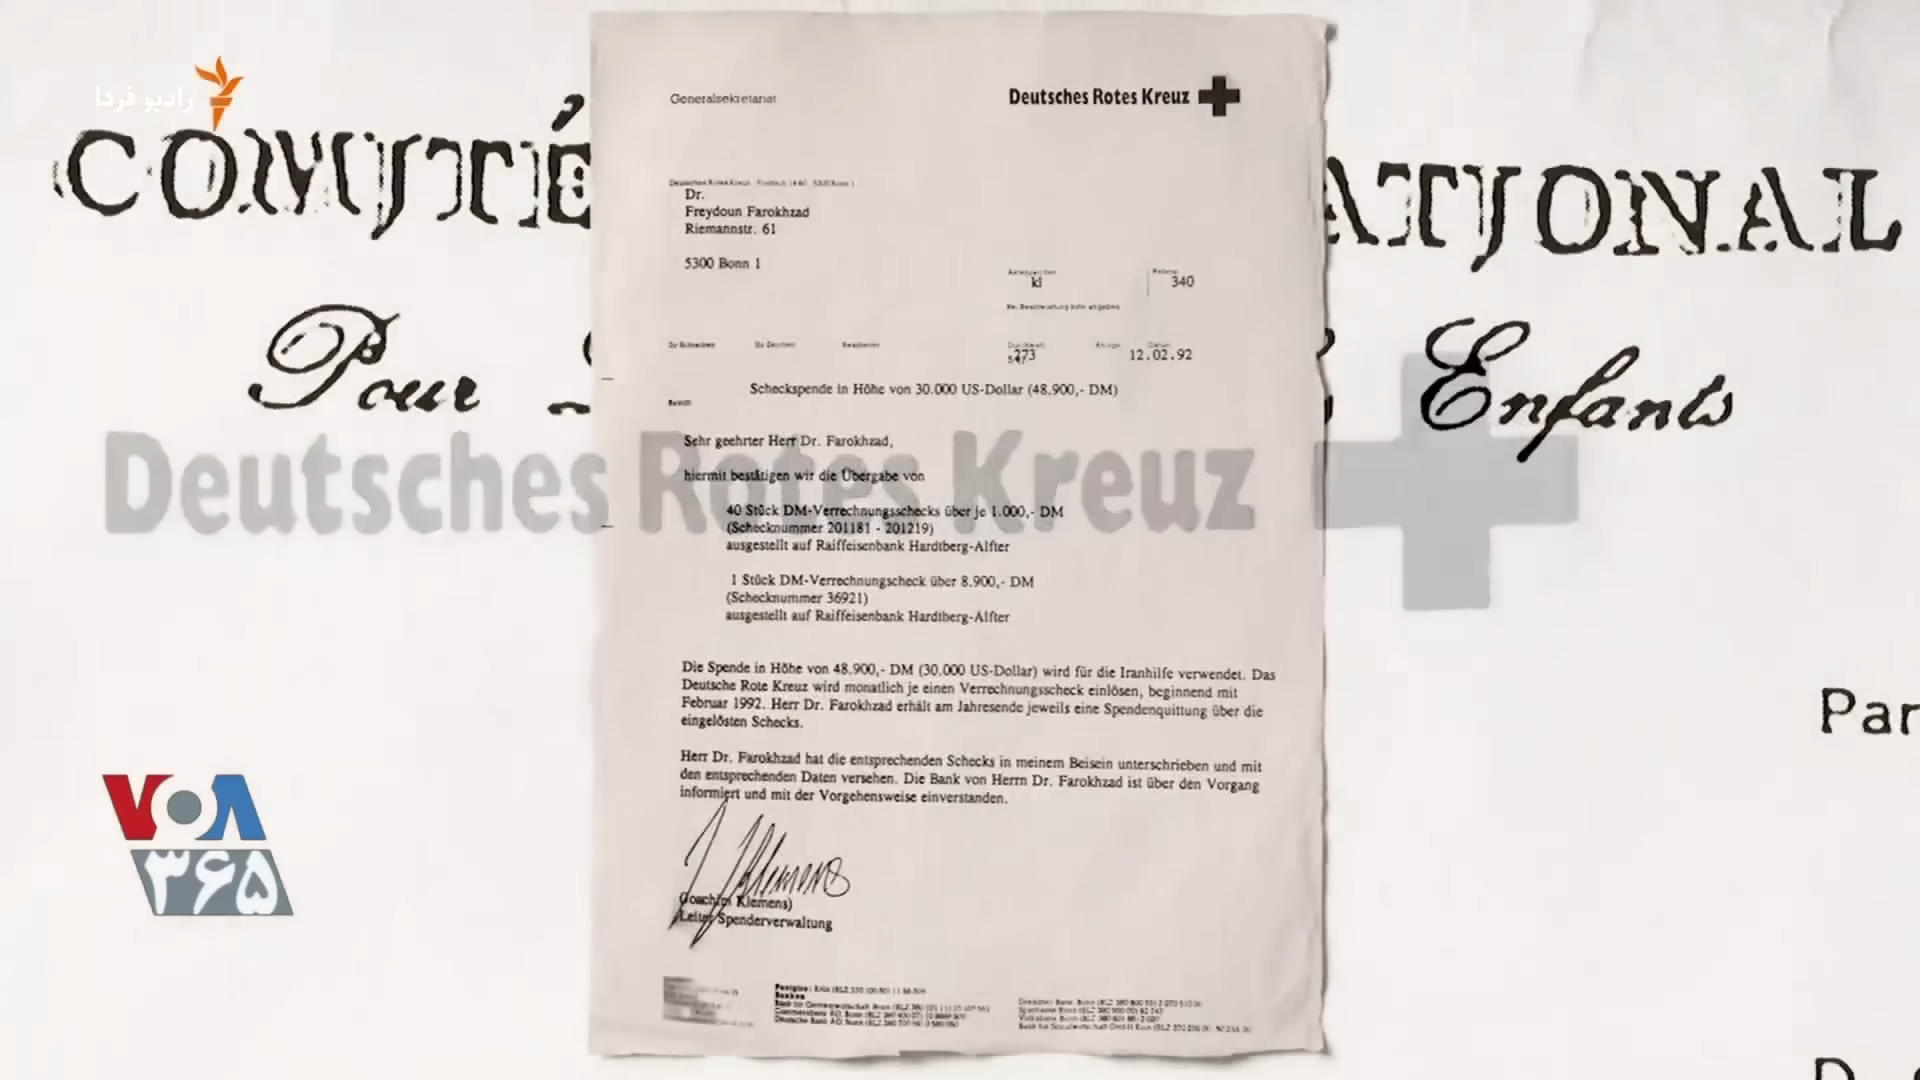 رادیو فردا
COMITÉ
ATIONAL
Pour
Enfants
Deutsches Rotes Kreuz
Par
VOA
۳۶۵
Generalsekretariat
Deutsches Rotes Kreuz
Dr.
Freydoun Farokhzad
Riemannstr. 61
5300 Bonn 1
kl
340
Bei Beantwortung bitte angeben
273
12.02.92
Scheckspende in Höhe von 30.000 US-Dollar (48.900,- DM)
Betreff
Sehr geehrter Herr Dr. Farokhzad,
hiermit bestätigen wir die Übergabe von
40 Stück DM-Verrechnungsschecks über je 1.000,- DM
(Schecknummer 201181 - 201219)
ausgestellt auf Raiffeisenbank Hardtberg-Alfter
1 Stück DM-Verrechnungscheck über 8.900,- DM
(Schecknummer 36921)
ausgestellt auf Raiffeisenbank Hardtberg-Alfter
Die Spende in Höhe von 48.900,- DM (30.000 US-Dollar) wird für die Iranhilfe verwendet. Das
Deutsche Rote Kreuz wird monatlich je einen Verrechnungsscheck einlösen, beginnend mit
Februar 1992. Herr Dr. Farokhzad erhält am Jahresende jeweils eine Spendenquittung über die
eingelösten Schecks.
Herr Dr. Farokhzad hat die entsprechenden Schecks in meinem Beisein unterschrieben und mit
den entsprechenden Daten versehen. Die Bank von Herrn Dr. Farokhzad ist über den Vorgang
informiert und mit der Vorgehensweise einverstanden.
(Joachim Klemens)
Leiter Spenderverwaltung